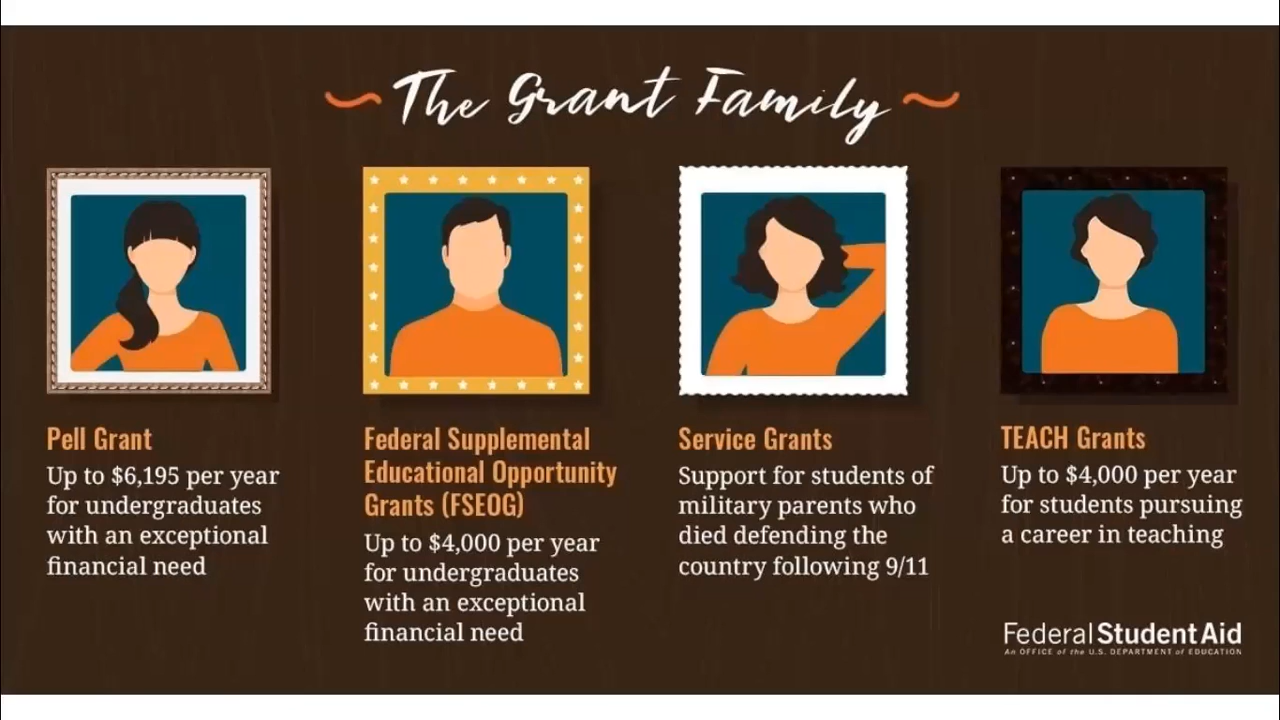 The Grant Family
Pell Grant
Up to $6,195 per year
for undergraduates
with an exceptional
financial need
Federal Supplemental
Educational Opportunity
Grants (FSEOG)
Up to $4,000 per year
for undergraduates
with an exceptional
financial need
Service Grants
Support for students of
military parents who
died defending the
country following 9/11
TEACH Grants
Up to $4,000 per year
for students pursuing
a career in teaching
Federal Student Aid
An OFFICE of the U.S. DEPARTMENT of EDUCATION